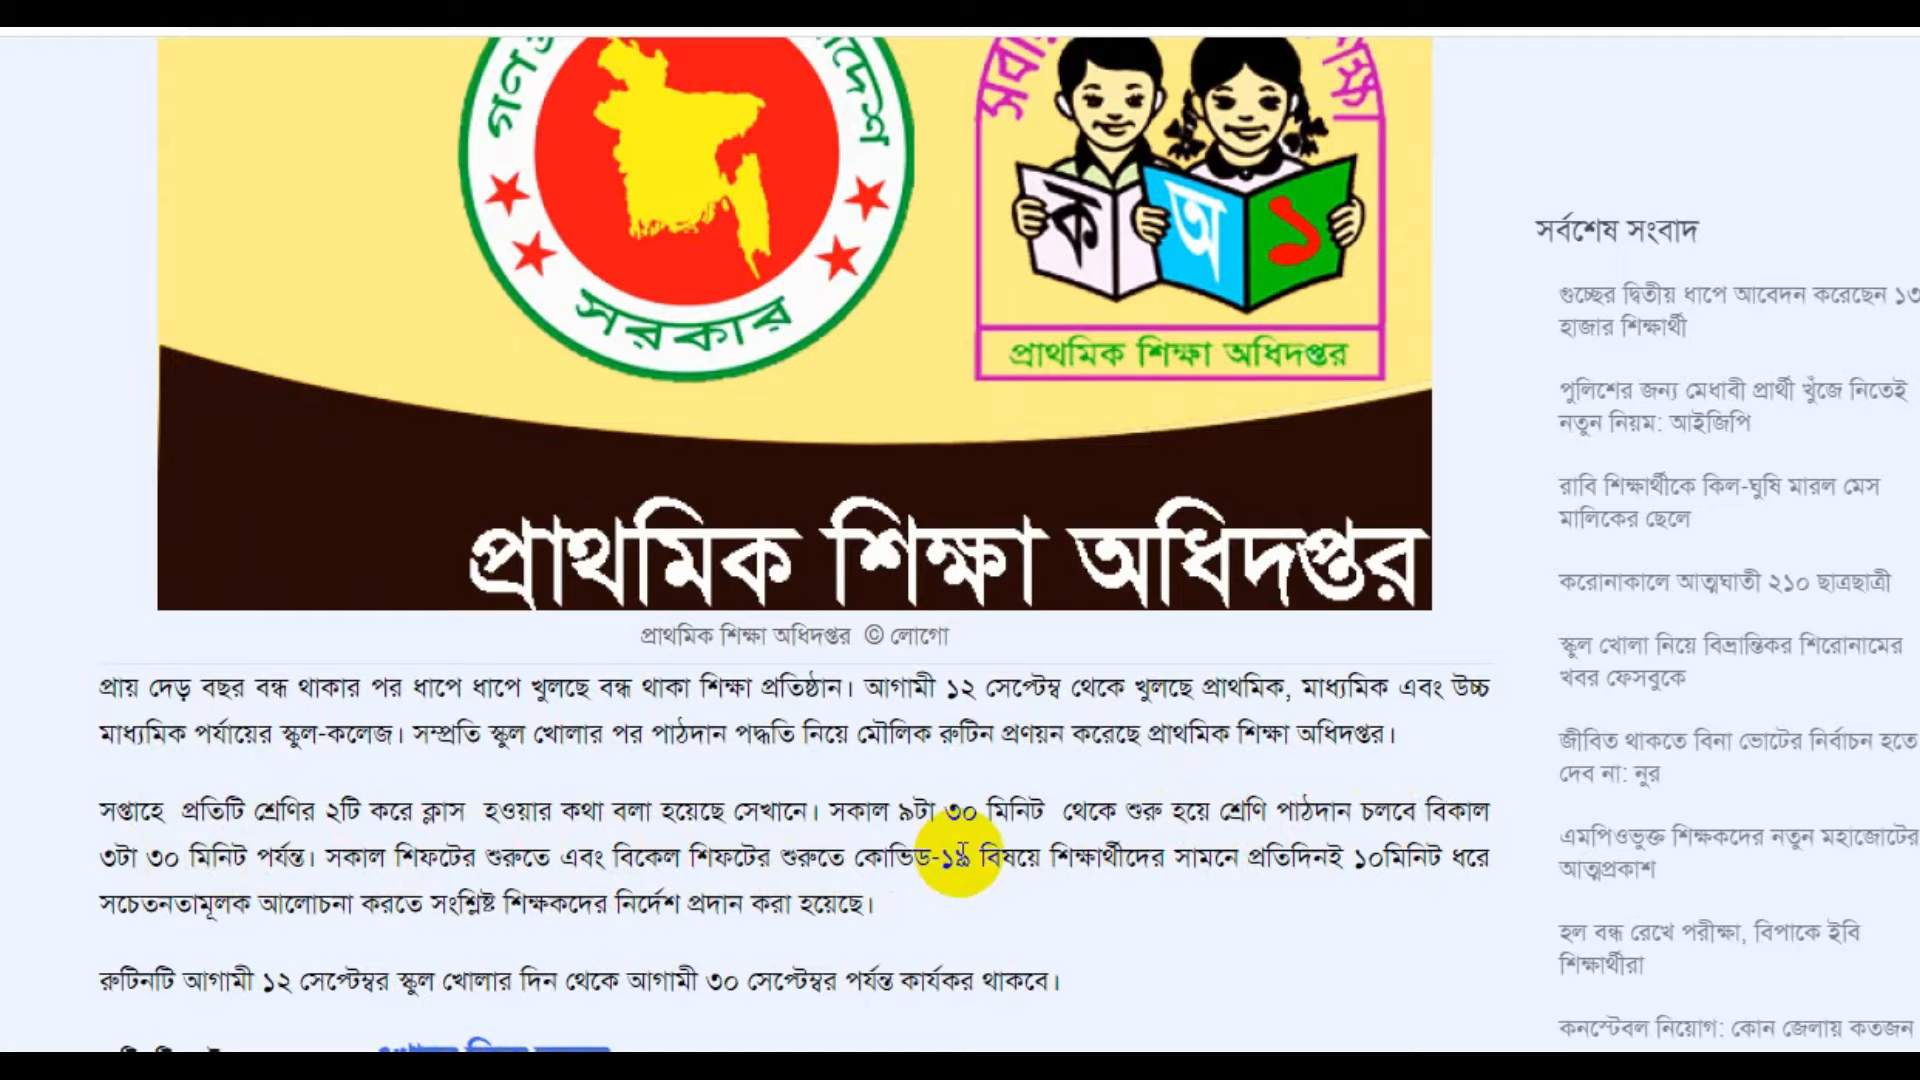 সরকার
ক অ ১
প্রাথমিক শিক্ষা অধিদপ্তর
প্রাথমিক শিক্ষা অধিদপ্তর
প্রাথমিক শিক্ষা অধিদপ্তর © লোগো
প্রায় দেড় বছর বন্ধ থাকার পর ধাপে ধাপে খুলছে বন্ধ থাকা শিক্ষা প্রতিষ্ঠান। আগামী ১২ সেপ্টেম্ব থেকে খুলছে প্রাথমিক, মাধ্যমিক এবং উচ্চ
মাধ্যমিক পর্যায়ের স্কুল-কলেজ। সম্প্রতি স্কুল খোলার পর পাঠদান পদ্ধতি নিয়ে মৌলিক রুটিন প্রণয়ন করেছে প্রাথমিক শিক্ষা অধিদপ্তর।
সপ্তাহে প্রতিটি শ্রেণির ২টি করে ক্লাস হওয়ার কথা বলা হয়েছে সেখানে। সকাল ৯টা ৩০ মিনিট থেকে শুরু হয়ে শ্রেণি পাঠদান চলবে বিকাল
৩টা ৩০ মিনিট পর্যন্ত। সকাল শিফটের শুরুতে এবং বিকেল শিফটের শুরুতে কোভিড-১৯ বিষয়ে শিক্ষার্থীদের সামনে প্রতিদিনই ১০মিনিট ধরে
সচেতনতামূলক আলোচনা করতে সংশ্লিষ্ট শিক্ষকদের নির্দেশ প্রদান করা হয়েছে।
রুটিনটি আগামী ১২ সেপ্টেম্বর স্কুল খোলার দিন থেকে আগামী ৩০ সেপ্টেম্বর পর্যন্ত কার্যকর থাকবে।
সর্বশেষ সংবাদ
গুচ্ছের দ্বিতীয় ধাপে আবেদন করেছেন ১৩
হাজার শিক্ষার্থী
পুলিশের জন্য মেধাবী প্রার্থী খুঁজে নিতেই
নতুন নিয়ম: আইজিপি
রাবি শিক্ষার্থীকে কিল-ঘুষি মারল মেস
মালিকের ছেলে
করোনাকালে আত্মঘাতী ২১০ ছাত্রছাত্রী
স্কুল খোলা নিয়ে বিভ্রান্তিকর শিরোনামের
খবর ফেসবুকে
জীবিত থাকতে বিনা ভোটের নির্বাচন হতে
দেব না: নুর
এমপিওভুক্ত শিক্ষকদের নতুন মহাজোটের
আত্মপ্রকাশ
হল বন্ধ রেখে পরীক্ষা, বিপাকে ইবি
শিক্ষার্থীরা
কনস্টেবল নিয়োগ: কোন জেলায় কতজন